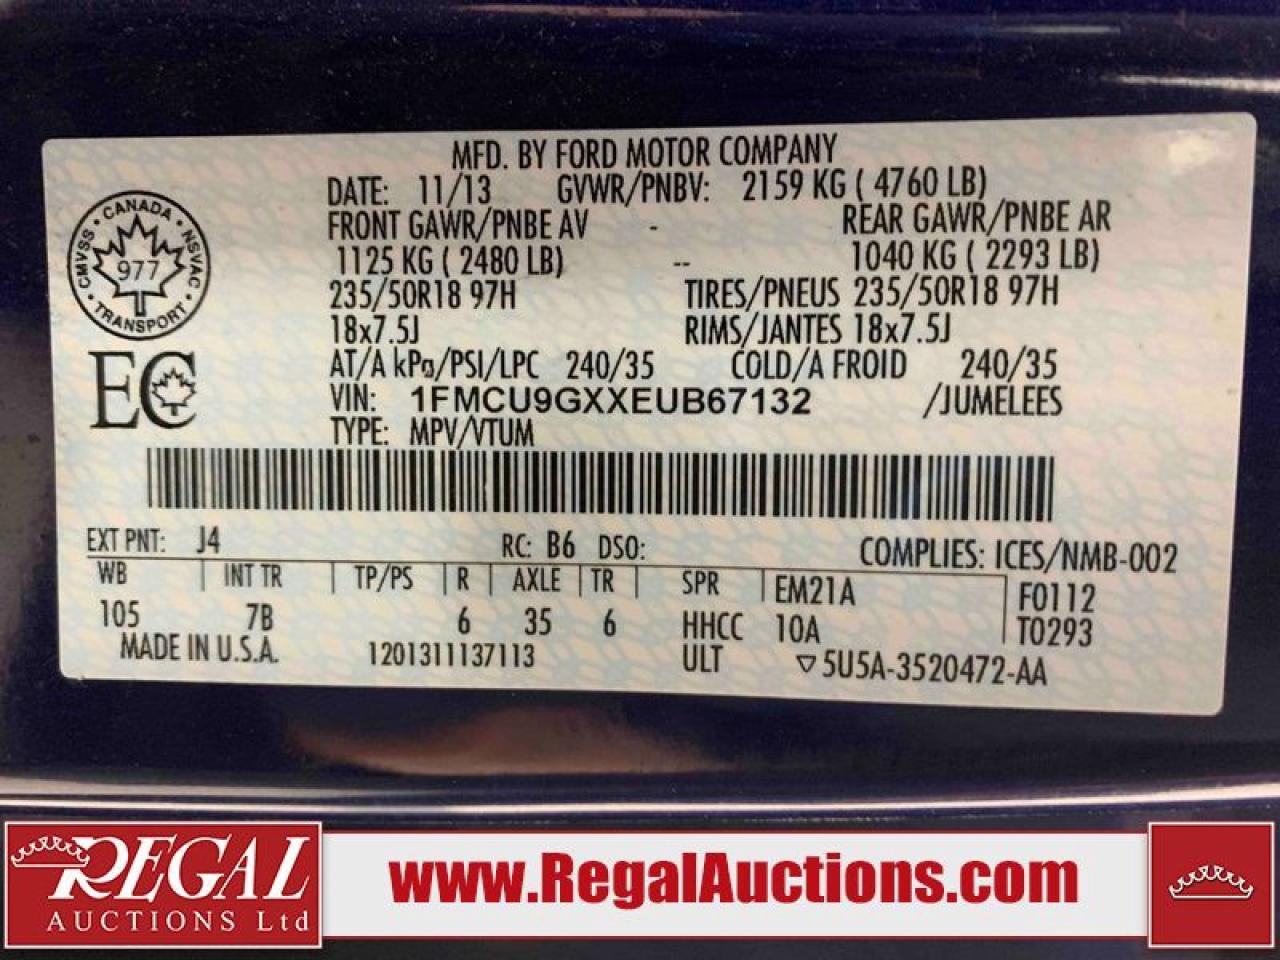 MFD. BY FORD MOTOR COMPANY
DATE: 11/13 GVWR/PNBV: 2159 KG ( 4760 LB)
FRONT GAWR/PNBE AV - REAR GAWR/PNBE AR
1125 KG ( 2480 LB) -- 1040 KG ( 2293 LB)
235/50R18 97H TIRES/PNEUS 235/50R18 97H
18x7.5J RIMS/JANTES 18x7.5J
AT/A kPa/PSI/LPC 240/35 COLD/A FROID 240/35
VIN: 1FMCU9GXXEUB67132 /JUMELEES
TYPE: MPV/VTUM
CANADA
CMVSS • NSVAC
977
TRANSPORT
EC
EXT PNT: J4 RC: B6 DSO: COMPLIES: ICES/NMB-002
WB | INT TR | TP/PS | R | AXLE | TR | SPR EM21A F0112
105 7B 6 35 6 HHCC 10A T0293
MADE IN U.S.A. 1201311137113 ULT ▽5U5A-3520472-AA
REGAL
AUCTIONS Ltd
www.RegalAuctions.com